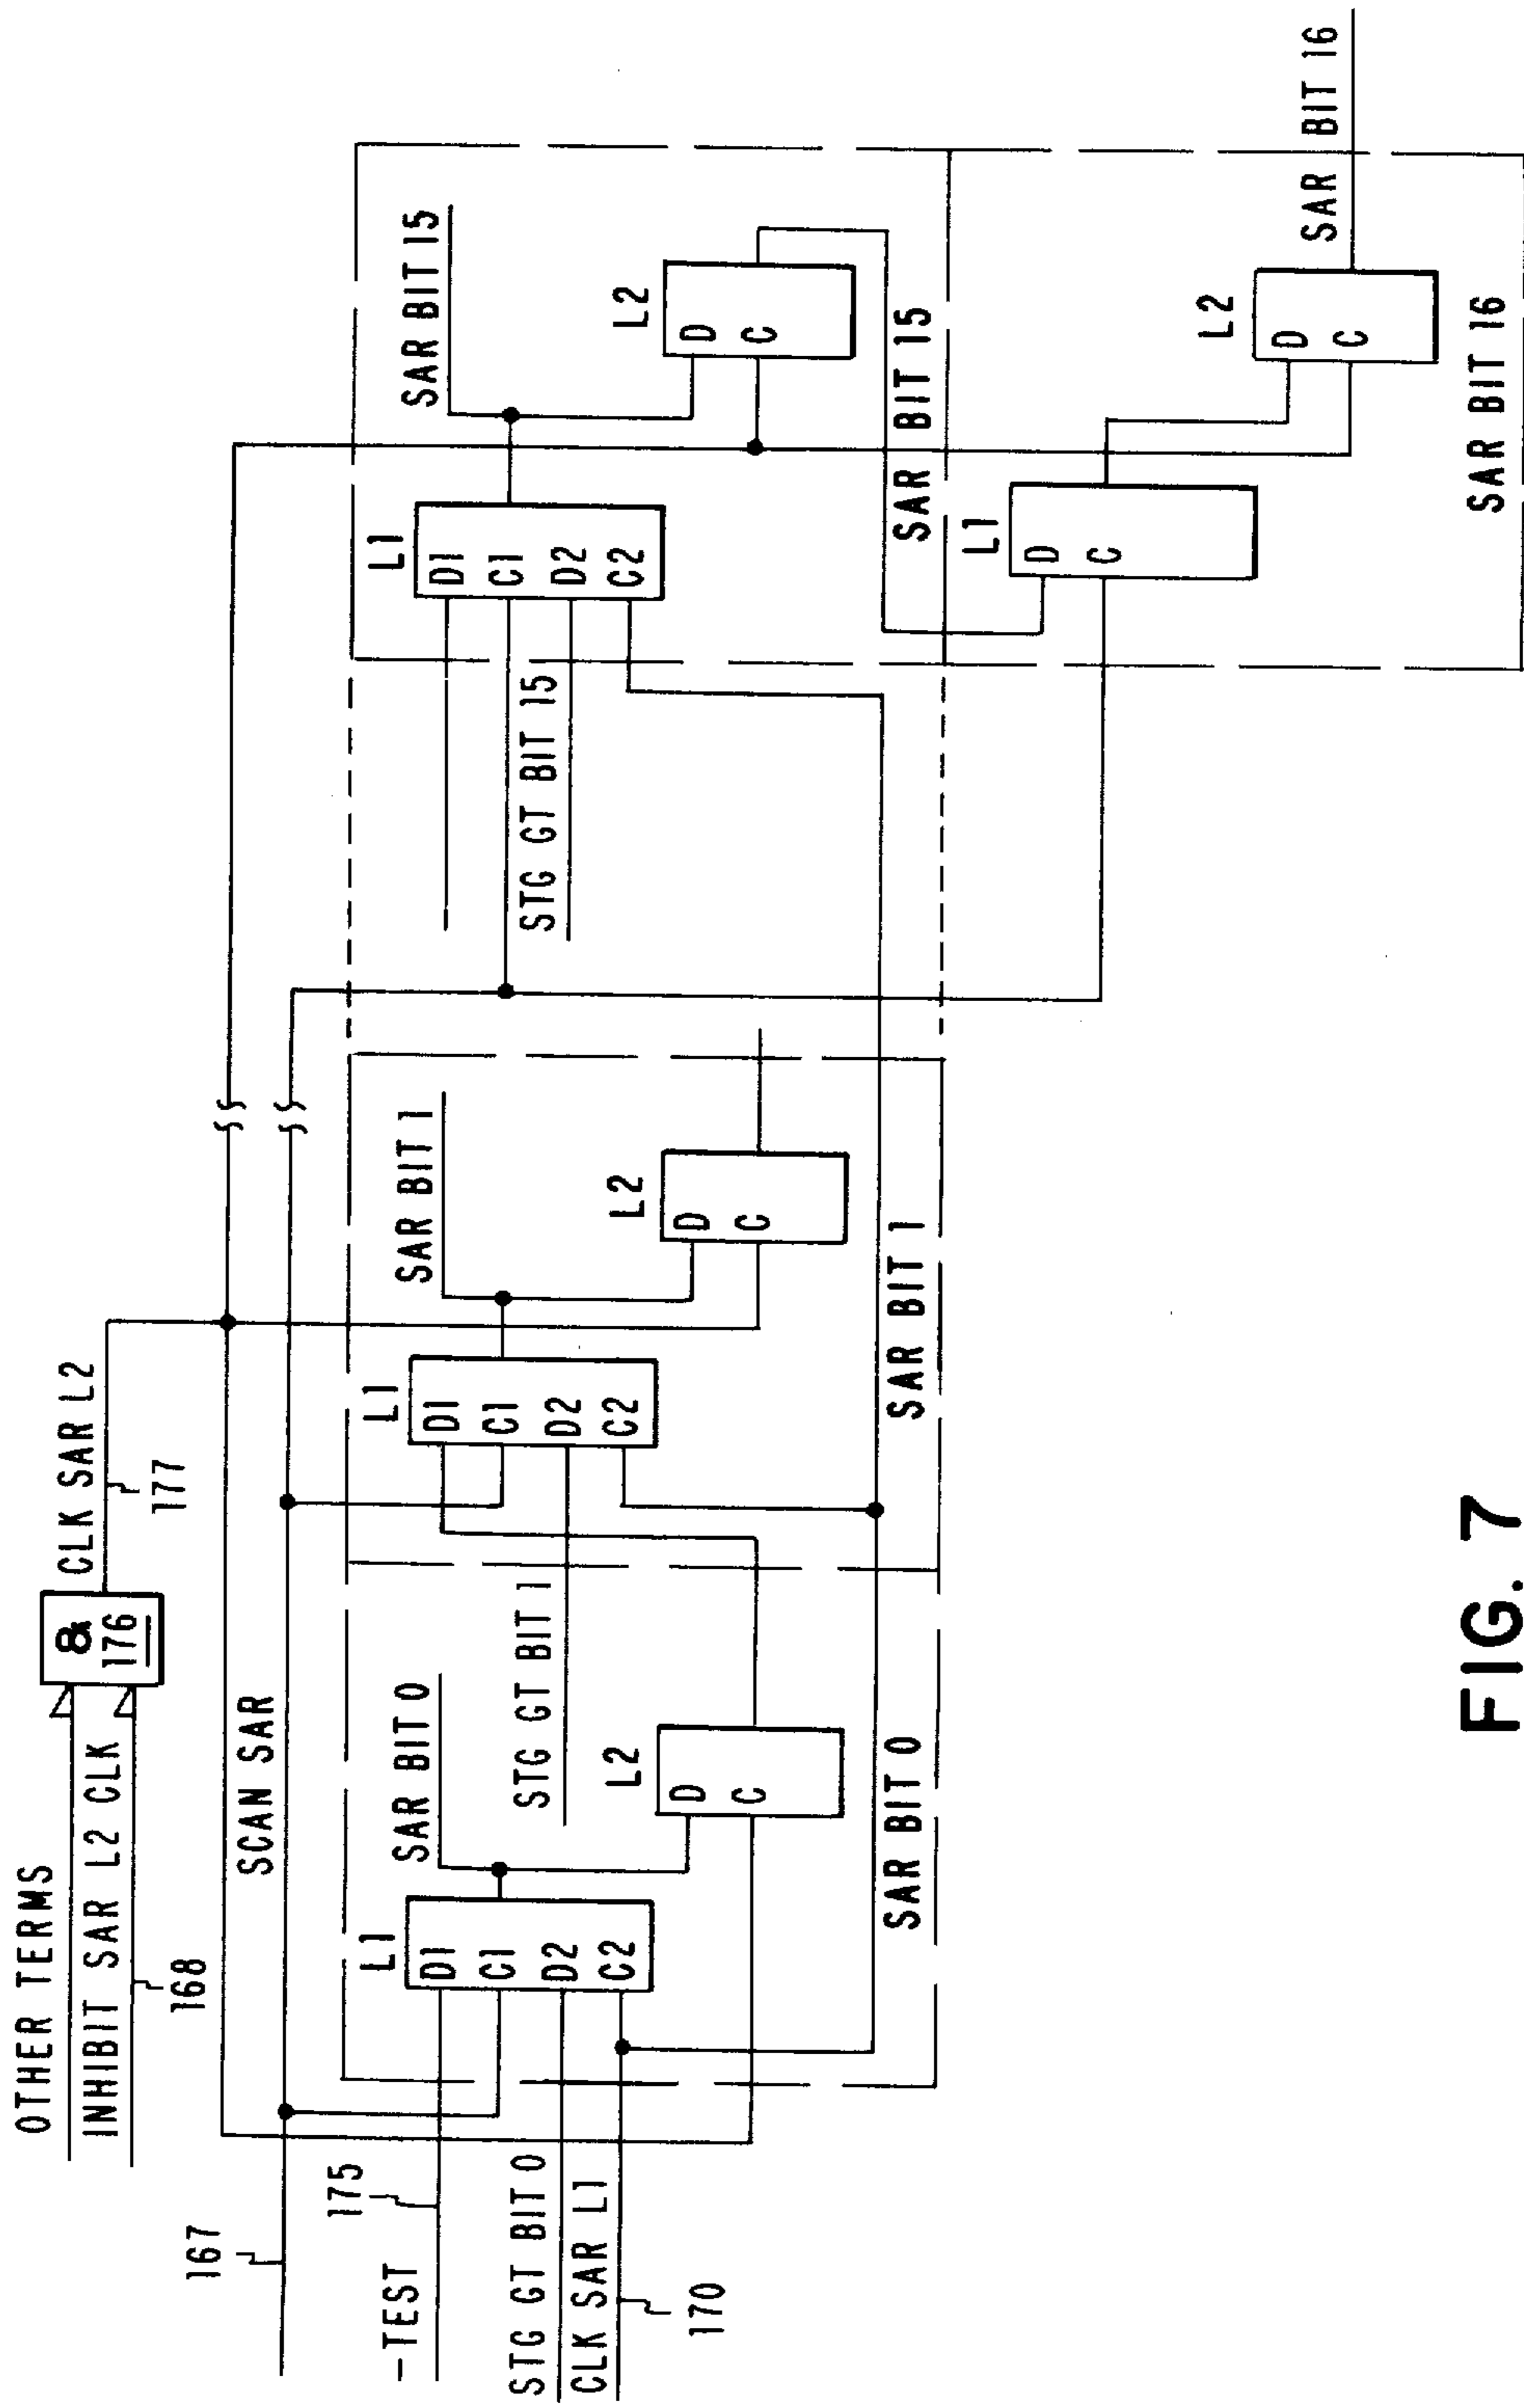 OTHER TERMS
INHIBIT SAR L2 CLK
168
&
176
CLK SAR L2
177
167
SCAN SAR
-TEST
175
STG GT BIT 0
CLK SAR L1
170
L1
D1
C1
D2
C2
SAR BIT 0
L2
D
C
SAR BIT 0
STG GT BIT 1
L1
D1
C1
D2
C2
SAR BIT 1
L2
D
C
SAR BIT 1
STG GT BIT 15
L1
D1
C1
D2
C2
SAR BIT 15
L2
D
C
SAR BIT 15
L1
D
C
L2
D
C
SAR BIT 16
SAR BIT 16
FIG. 7